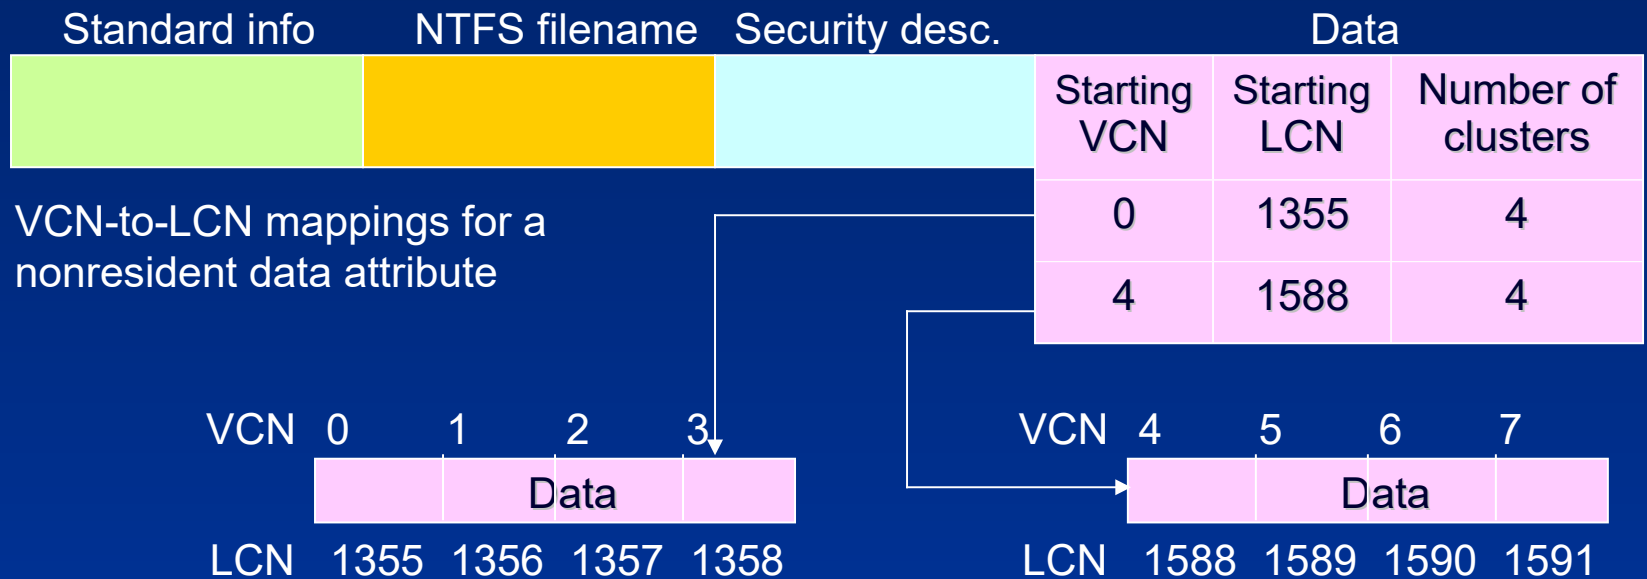 Standard info NTFS filename Security desc. Data
Starting VCN Starting LCN Number of clusters
0 1355 4
4 1588 4
VCN-to-LCN mappings for a
nonresident data attribute
VCN 0 1 2 3
Data
LCN 1355 1356 1357 1358
VCN 4 5 6 7
Data
LCN 1588 1589 1590 1591